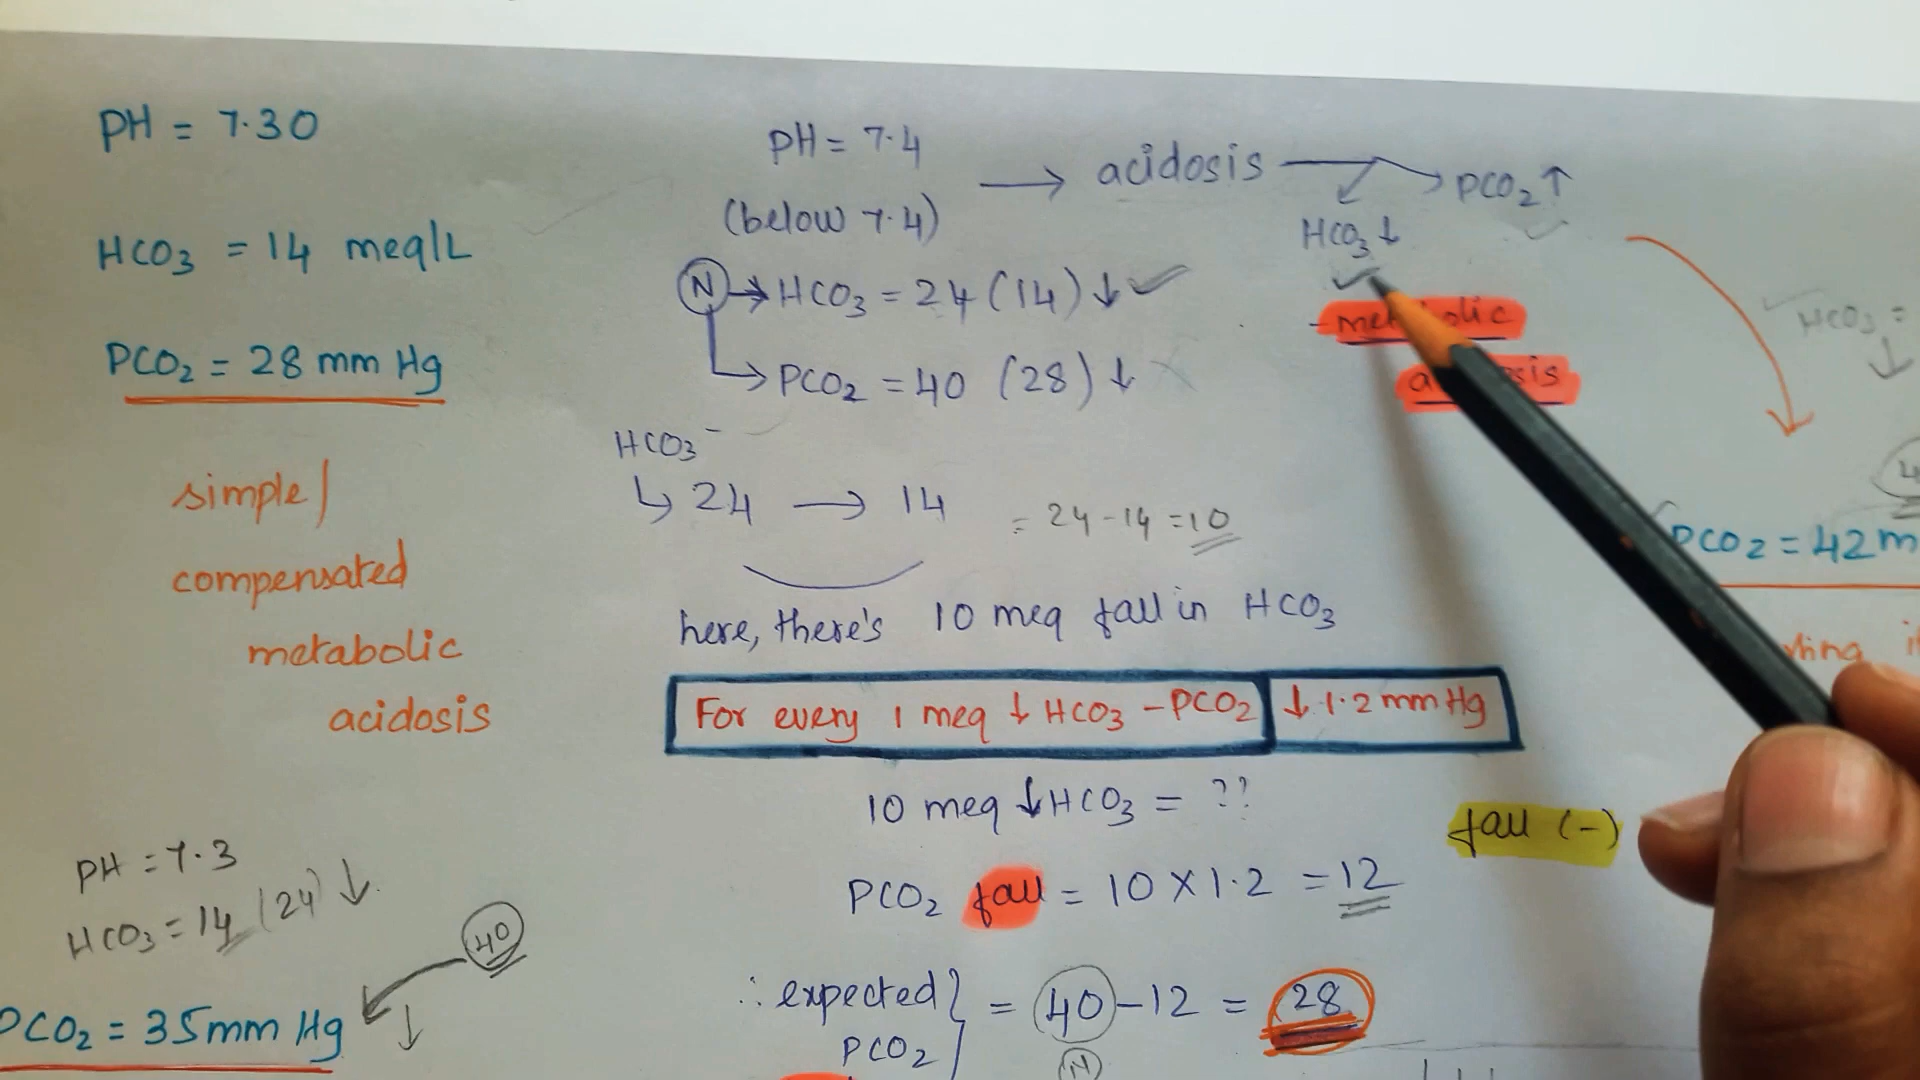 PH = 7.30
HCO3 = 14 meq/L
PCO2 = 28 mm Hg
simple/
compensated
metabolic
acidosis
PH = 7.3
HCO3 = 14 (24) ↓
40
PCO2 = 35mm Hg ↓
PH = 7.4
(below 7.4)
→ acidosis → PCO2 ↑
HCO3 ↓
metabolic
acidosis
N → HCO3 = 24 (14) ↓ ✓
→ PCO2 = 40 (28) ↓ ×
HCO3⁻
↳ 24 → 14 = 24 - 14 = 10
here, there's 10 meq fall in HCO3
For every 1 meq ↓ HCO3 - PCO2 ↓ 1.2 mm Hg
10 meq ↓ HCO3 = ??
fall (-)
PCO2 fall = 10 X 1.2 = 12
∴ expected } = 40 - 12 = 28
PCO2
N
HCO3 =
↓
PCO2 = 42 m